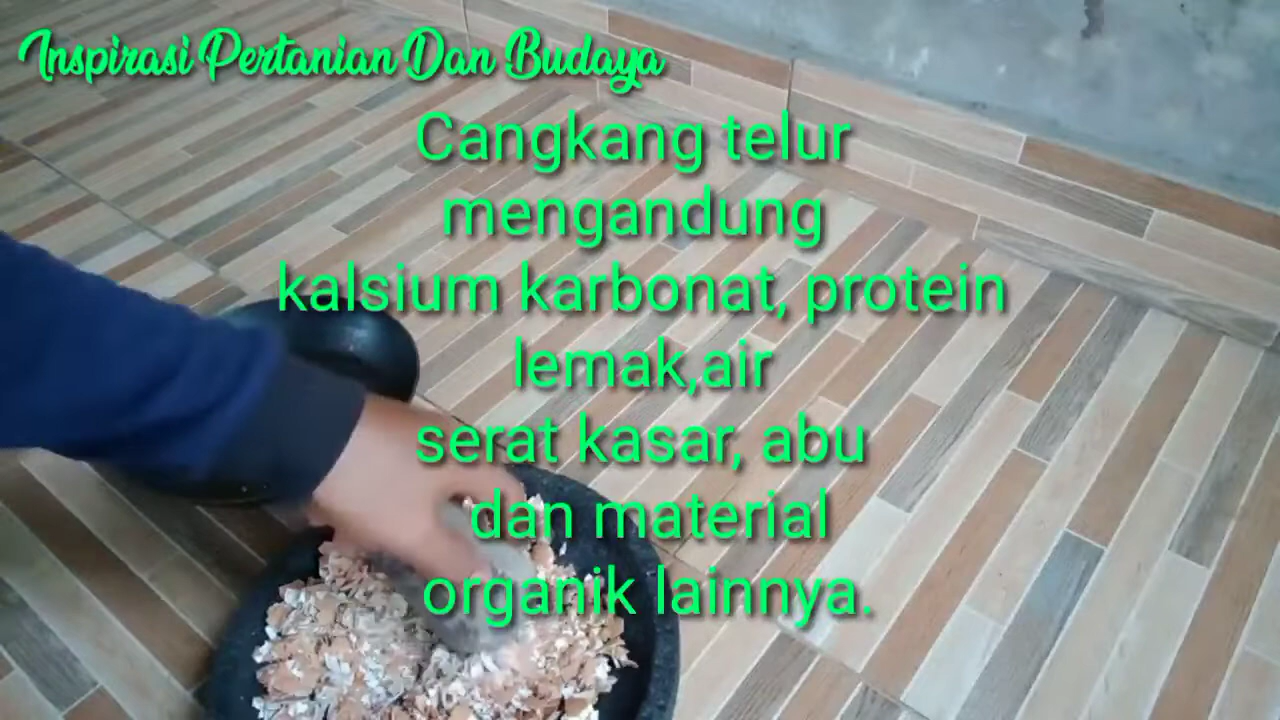 Inspirasi Pertanian Dan Budaya
Cangkang telur
mengandung
kalsium karbonat, protein
lemak,air
serat kasar, abu
dan material
organik lainnya.